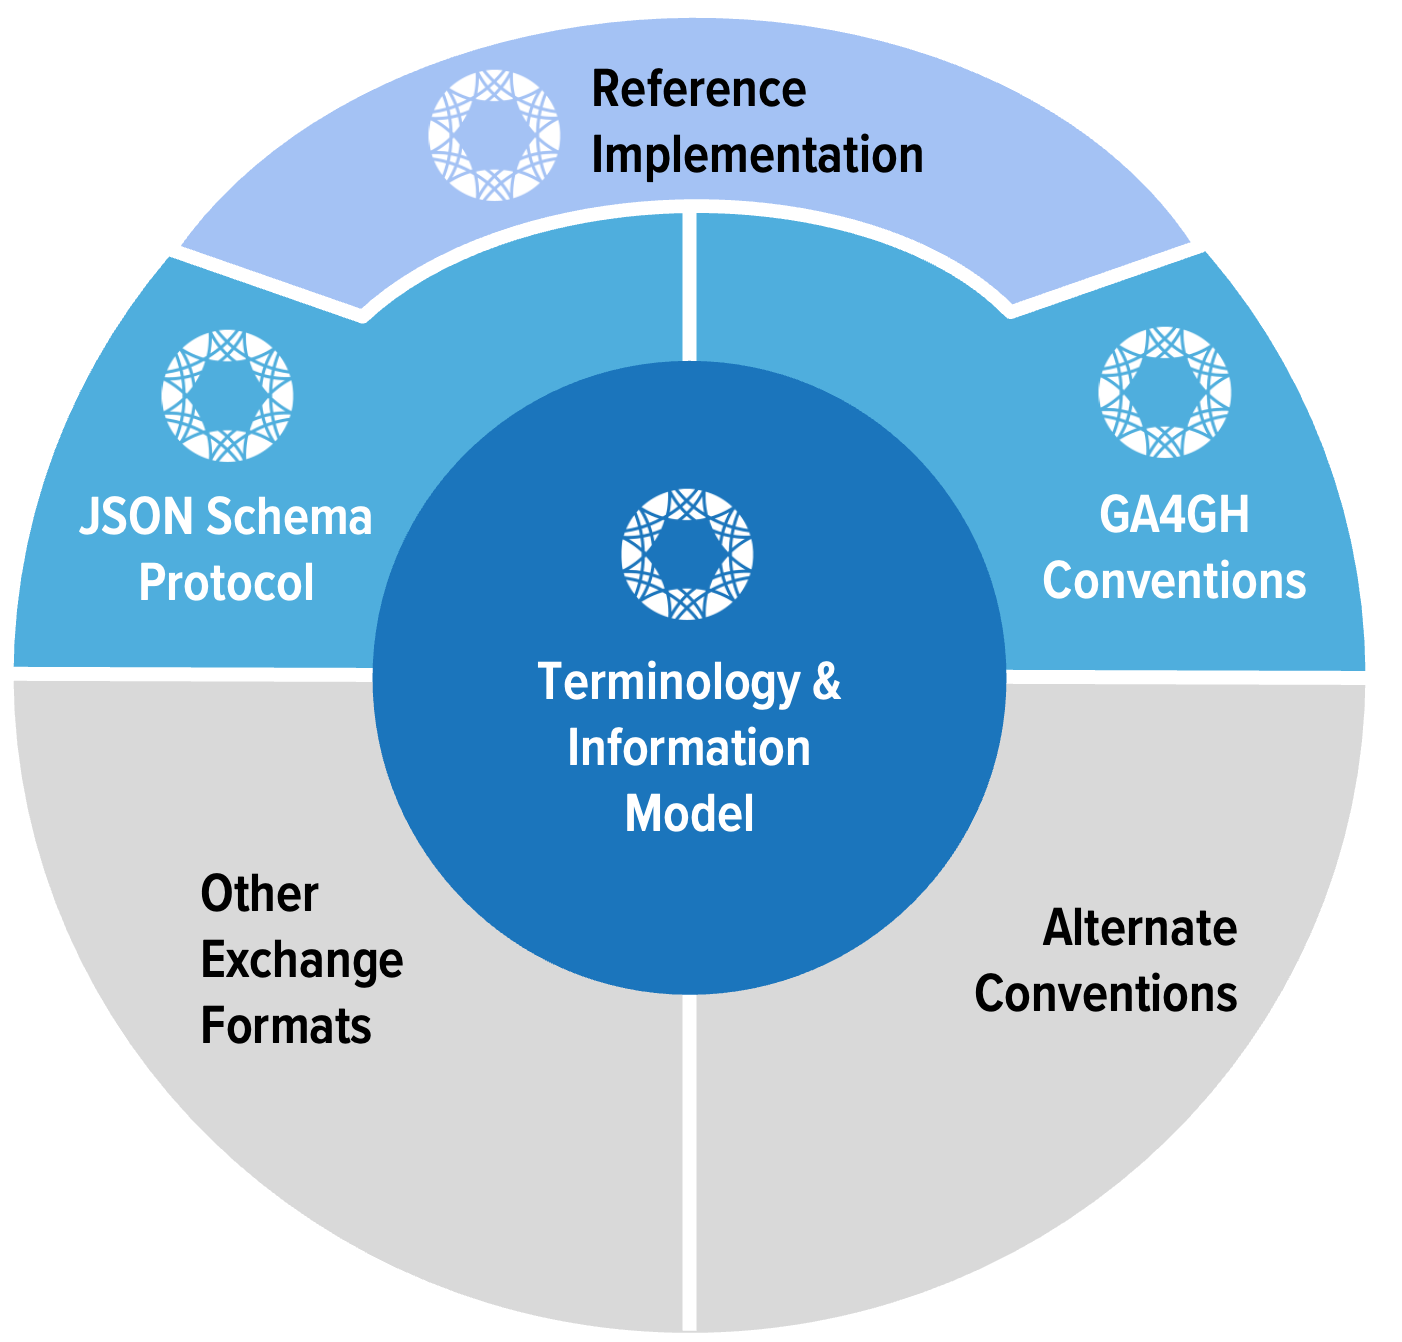 Reference
Implementation
JSON Schema
Protocol
GA4GH
Conventions
Terminology &
Information
Model
Other
Exchange
Formats
Alternate
Conventions